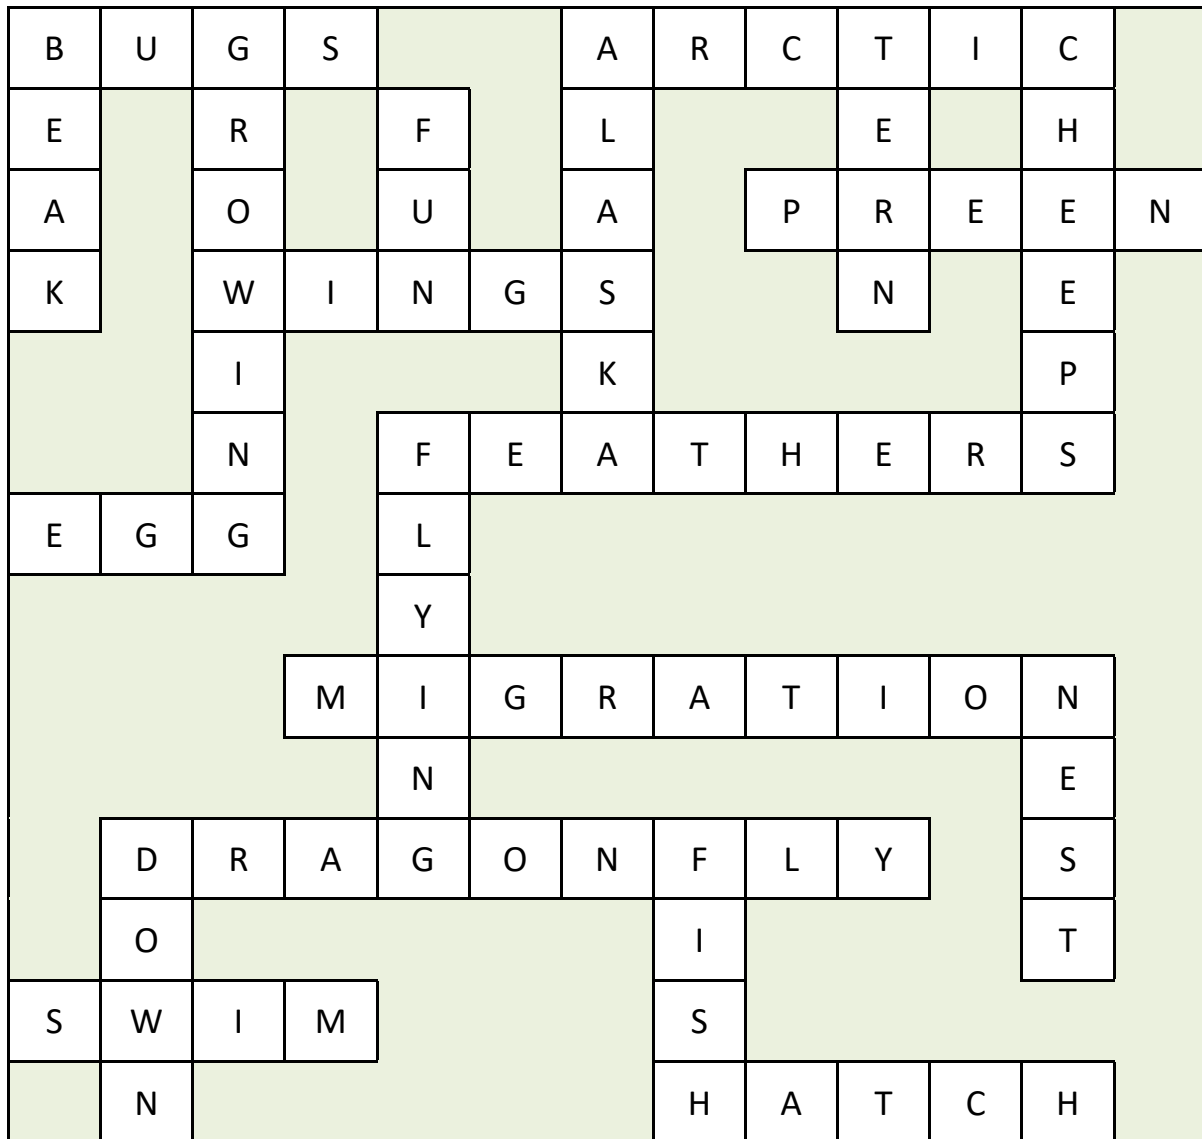 B U G S A R C T I C
E R F L E H
A O U A P R E E N
K W I N G S N E
I K P
N F E A T H E R S
E G G L
Y
M I G R A T I O N
N E
D R A G O N F L Y S
O I T
S W I M S
N H A T C H